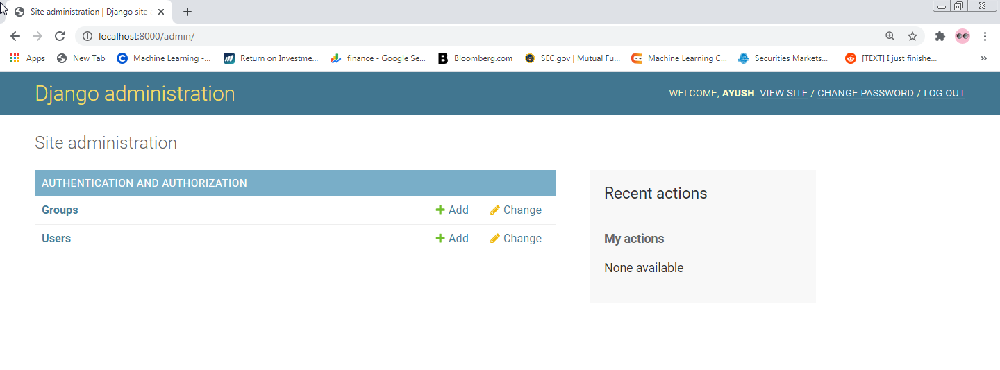 Site administration | Django site
localhost:8000/admin/
Apps New Tab Machine Learning -... Return on Investme... finance - Google Se... Bloomberg.com SEC.gov | Mutual Fu... Machine Learning C... Securities Markets... [TEXT] I just finishe... »
Django administration WELCOME, AYUSH. VIEW SITE / CHANGE PASSWORD / LOG OUT
Site administration
AUTHENTICATION AND AUTHORIZATION
Groups Add Change
Users Add Change
Recent actions
My actions
None available